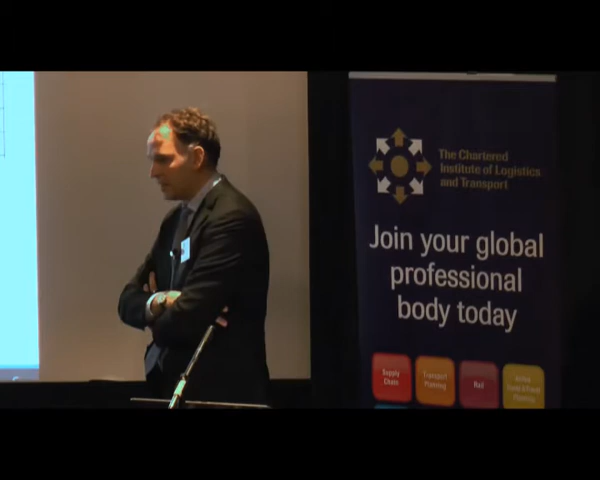 The Chartered
Institute of Logistics
and Transport
Join your global
professional
body today
Supply
Chain
Transport
Planning
Rail